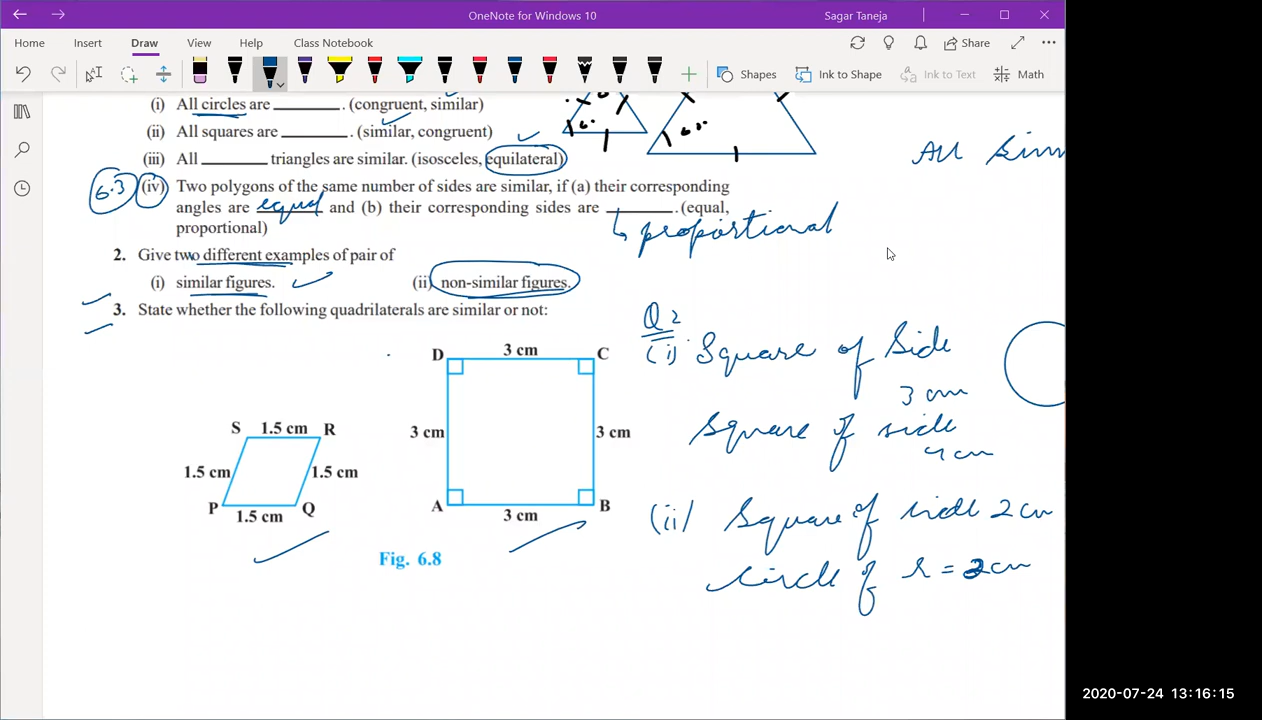 OneNote for Windows 10
Sagar Taneja
Home Insert Draw View Help Class Notebook
Share
Shapes Ink to Shape Ink to Text Math
(i) All circles are ________. (congruent, similar)
(ii) All squares are ________. (similar, congruent)
(iii) All ________ triangles are similar. (isosceles, equilateral)
All sim
6.3 (iv) Two polygons of the same number of sides are similar, if (a) their corresponding
angles are equal and (b) their corresponding sides are ________. (equal,
proportional)
proportional
2. Give two different examples of pair of
(i) similar figures. (ii) non-similar figures.
3. State whether the following quadrilaterals are similar or not:
Q2
(i) Square of Side
3 cm
Square of side
4 cm
(ii) Square of side 2 cm
Circle of r = 2 cm
D 3 cm C
3 cm 3 cm
A 3 cm B
S 1.5 cm R
1.5 cm 1.5 cm
P 1.5 cm Q
Fig. 6.8
2020-07-24 13:16:15